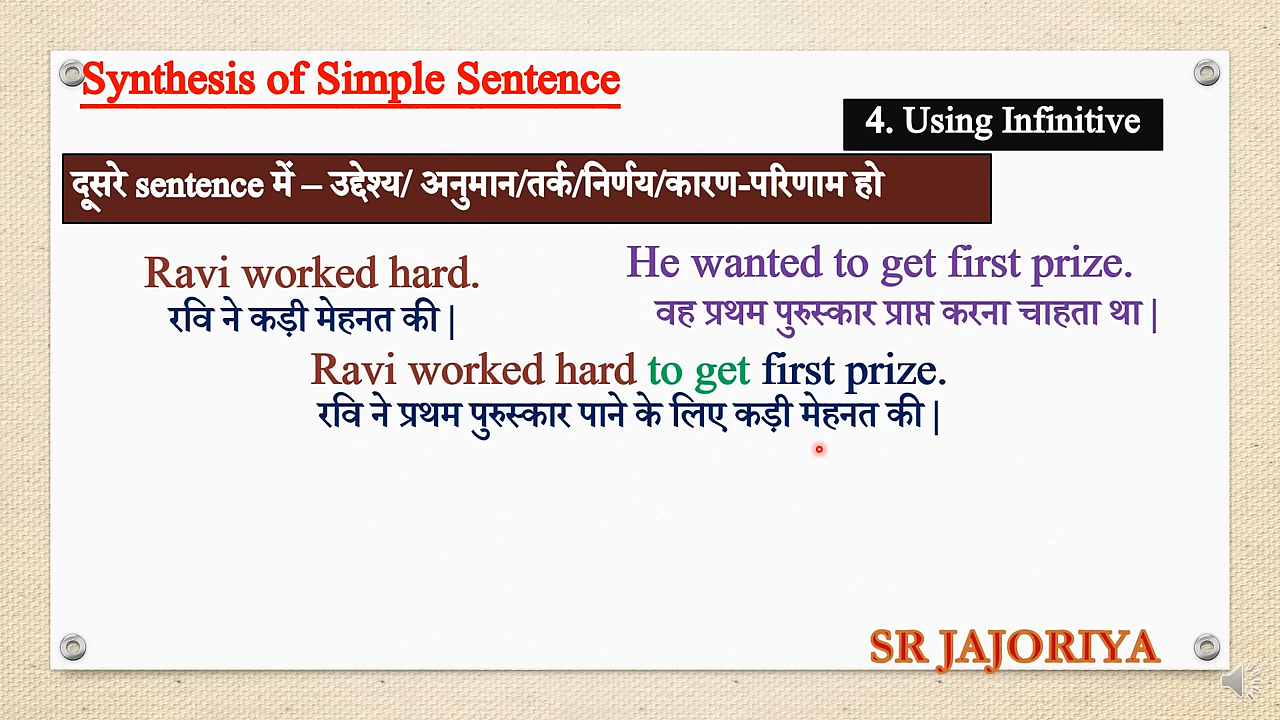 Synthesis of Simple Sentence
4. Using Infinitive
दूसरे sentence में – उद्देश्य/ अनुमान/तर्क/निर्णय/कारण-परिणाम हो
Ravi worked hard.
He wanted to get first prize.
रवि ने कड़ी मेहनत की |
वह प्रथम पुरुस्कार प्राप्त करना चाहता था |
Ravi worked hard to get first prize.
रवि ने प्रथम पुरुस्कार पाने के लिए कड़ी मेहनत की |
SR JAJORIYA